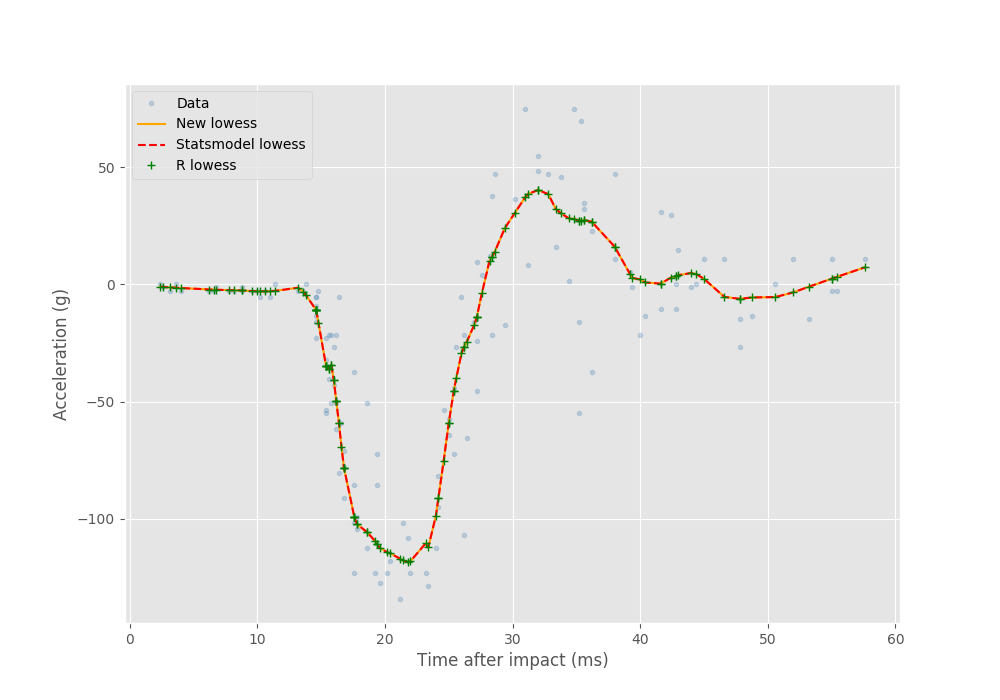 Data
New lowess
Statsmodel lowess
R lowess
50
0
−50
−100
Acceleration (g)
0 10 20 30 40 50 60
Time after impact (ms)